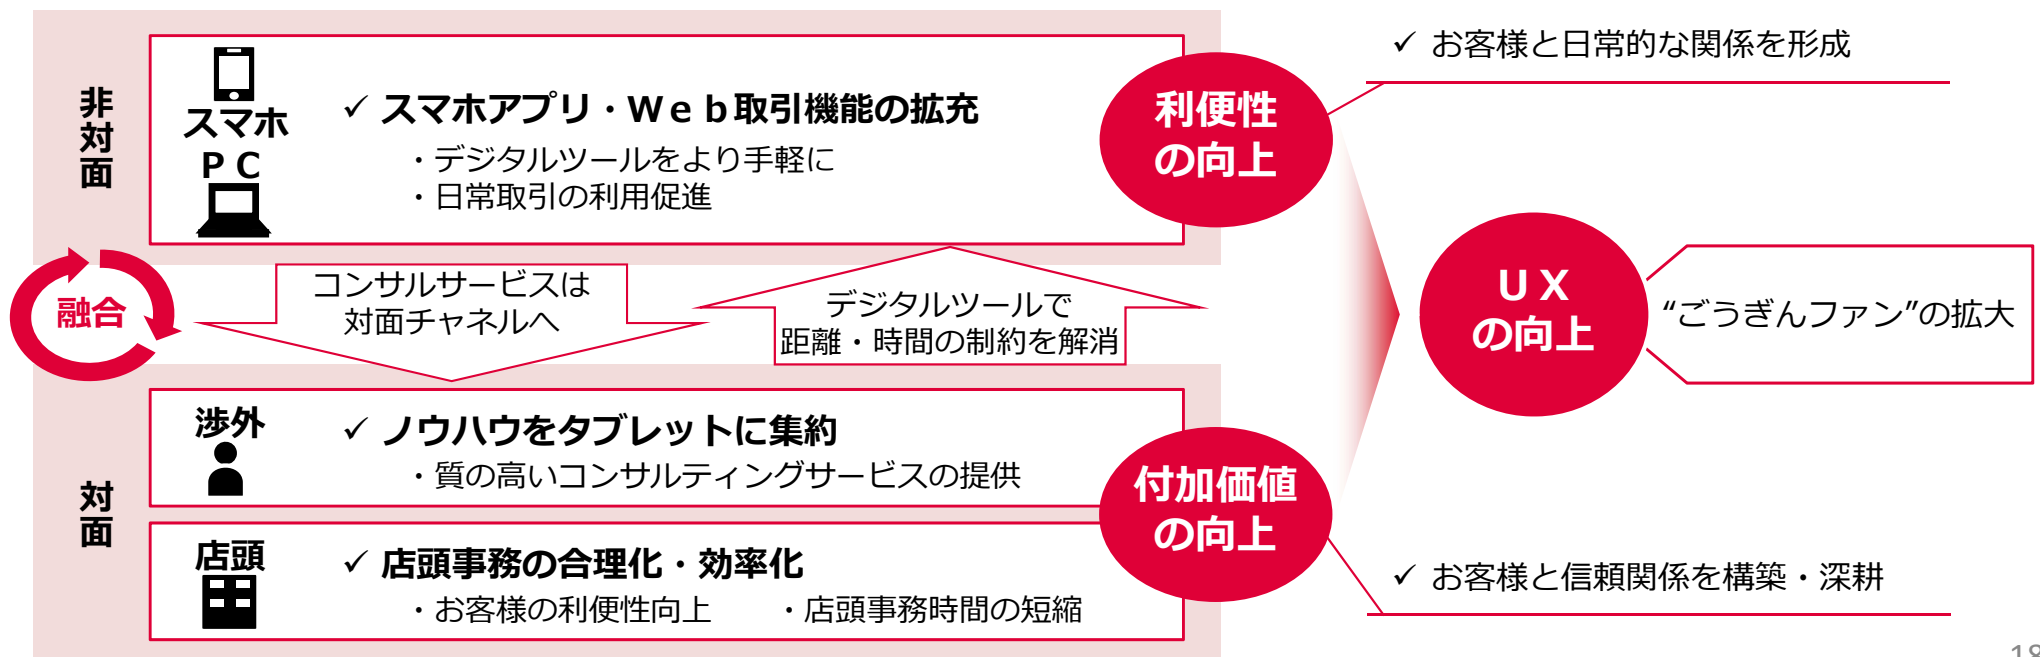 非対面
スマホ
ＰＣ
✓ スマホアプリ・Ｗｅｂ取引機能の拡充
・デジタルツールをより手軽に
・日常取引の利用促進
利便性
の向上
✓ お客様と日常的な関係を形成
融合
コンサルサービスは
対面チャネルへ
デジタルツールで
距離・時間の制約を解消
ＵＸ
の向上
“ごうぎんファン”の拡大
対面
渉外
✓ ノウハウをタブレットに集約
・質の高いコンサルティングサービスの提供
付加価値
の向上
店頭
✓ 店頭事務の合理化・効率化
・お客様の利便性向上　　・店頭事務時間の短縮
✓ お客様と信頼関係を構築・深耕